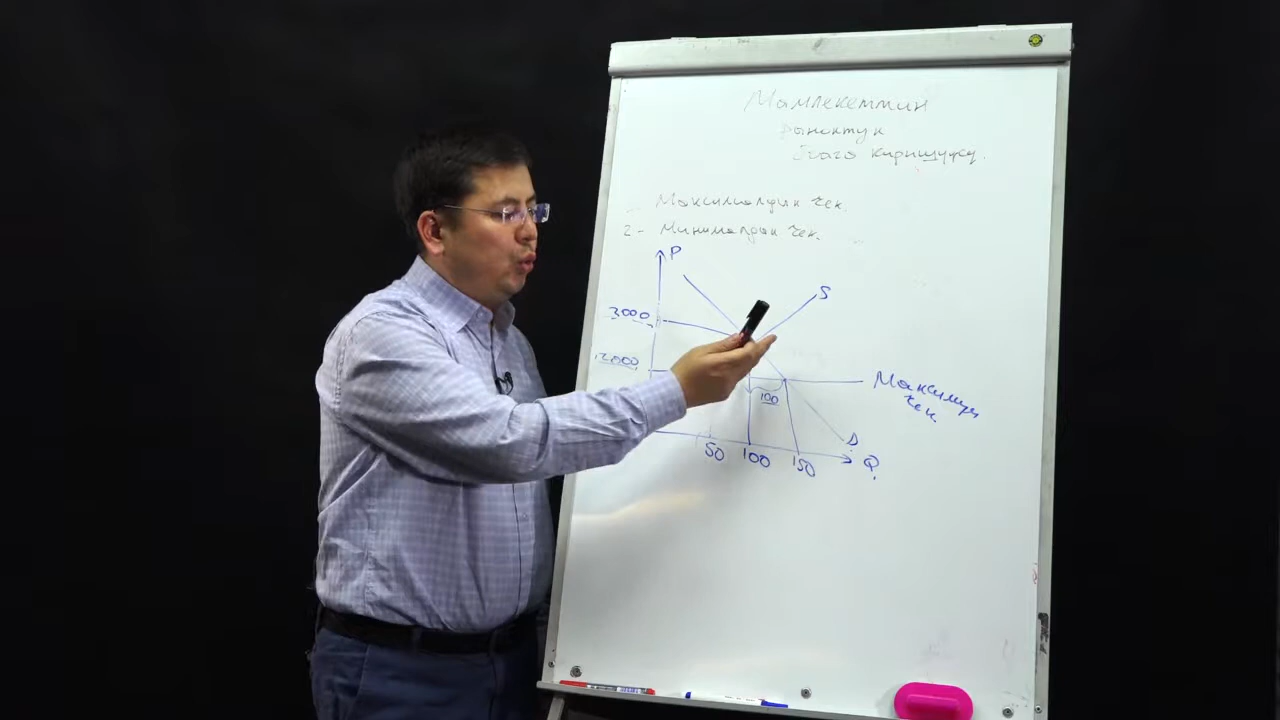 Мамлекеттин
рыноктук
баага киришүүсү.
Максималдык чек.
2- Минималдык чек.
P
S
3000
2000
100
Максимум
чек.
D
50 100 150 Q